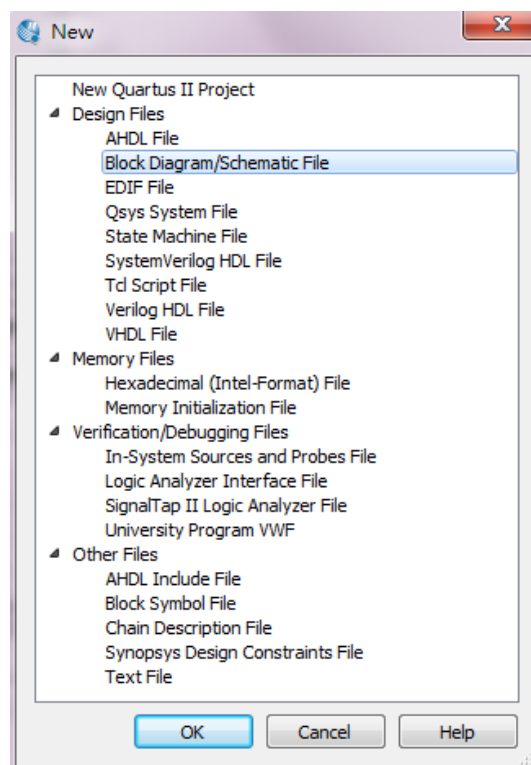 New
New Quartus II Project
Design Files
AHDL File
Block Diagram/Schematic File
EDIF File
Qsys System File
State Machine File
SystemVerilog HDL File
Tcl Script File
Verilog HDL File
VHDL File
Memory Files
Hexadecimal (Intel-Format) File
Memory Initialization File
Verification/Debugging Files
In-System Sources and Probes File
Logic Analyzer Interface File
SignalTap II Logic Analyzer File
University Program VWF
Other Files
AHDL Include File
Block Symbol File
Chain Description File
Synopsys Design Constraints File
Text File
OK Cancel Help